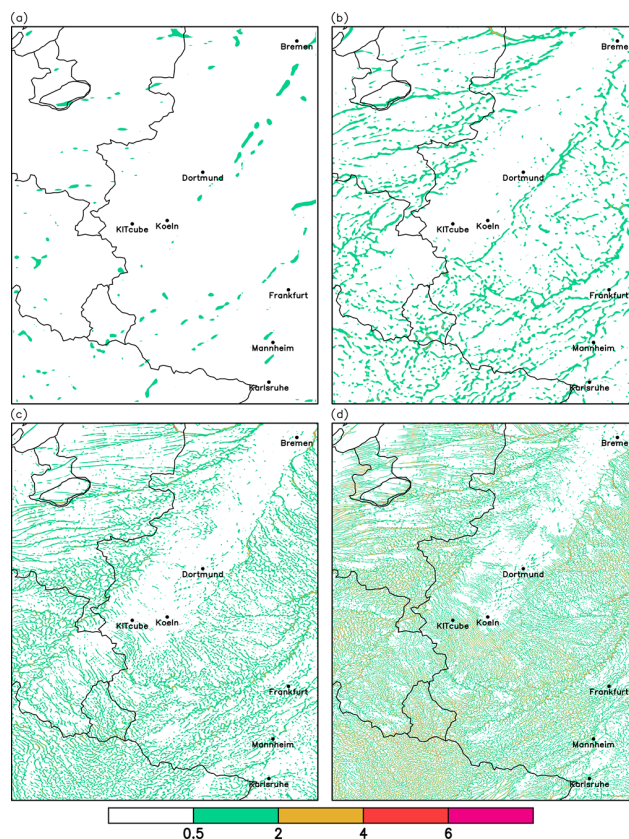 (a)
Bremen
Dortmund
KITcube
Koeln
Frankfurt
Mannheim
Karlsruhe
(b)
Bremen
Dortmund
KITcube
Koeln
Frankfurt
Mannheim
Karlsruhe
(c)
Bremen
Dortmund
KITcube
Koeln
Frankfurt
Mannheim
Karlsruhe
(d)
Bremen
Dortmund
KITcube
Koeln
Frankfurt
Mannheim
Karlsruhe
0.5 2 4 6